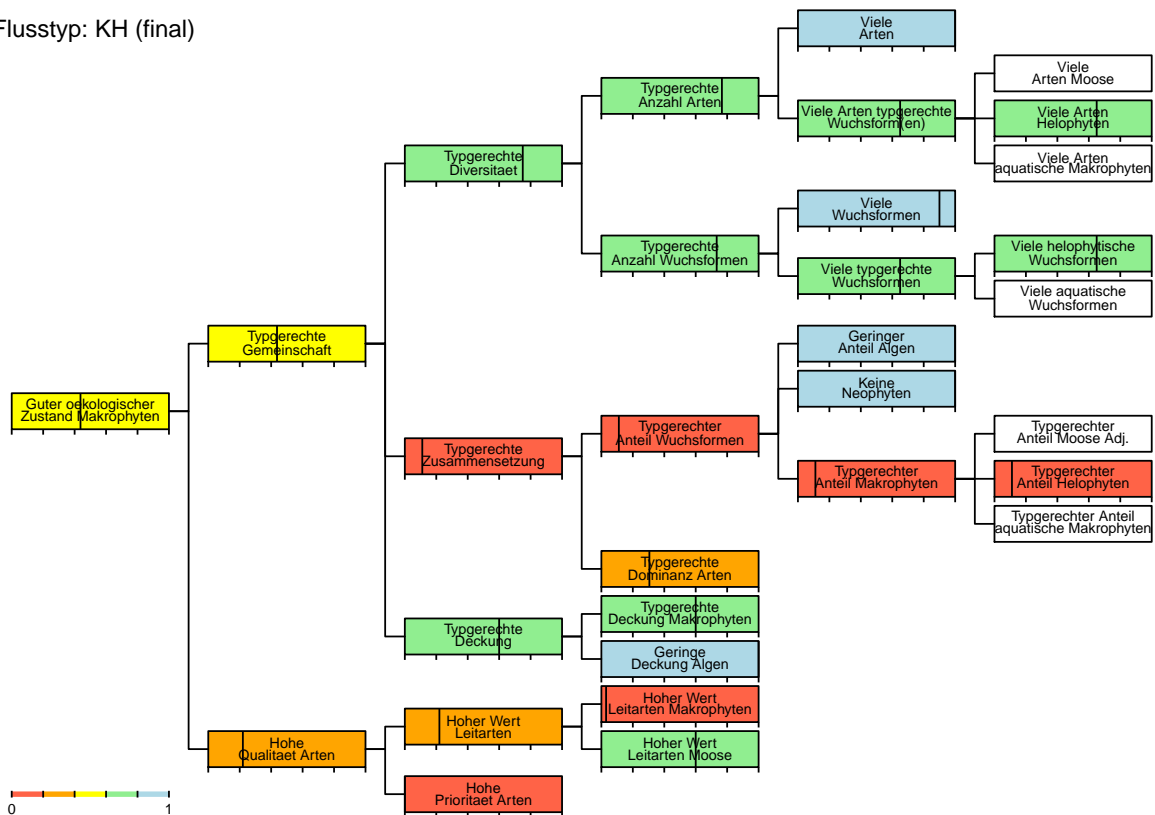 Flusstyp: KH (final)
Viele
Arten
Viele
Arten Moose
Typgerechte
Anzahl Arten
Viele Arten typgerechte
Wuchsform(en)
Viele Arten
Helophyten
Typgerechte
Diversitaet
Viele Arten
aquatische Makrophyten
Viele
Wuchsformen
Typgerechte
Anzahl Wuchsformen
Viele helophytische
Wuchsformen
Viele typgerechte
Wuchsformen
Viele aquatische
Wuchsformen
Typgerechte
Gemeinschaft
Geringer
Anteil Algen
Keine
Neophyten
Guter oekologischer
Zustand Makrophyten
Typgerechter
Anteil Wuchsformen
Typgerechter
Anteil Moose Adj.
Typgerechte
Zusammensetzung
Typgerechter
Anteil Makrophyten
Typgerechter
Anteil Helophyten
Typgerechter Anteil
aquatische Makrophyten
Typgerechte
Dominanz Arten
Typgerechte
Deckung Makrophyten
Typgerechte
Deckung
Geringe
Deckung Algen
Hoher Wert
Leitarten Makrophyten
Hoher Wert
Leitarten
Hohe
Qualitaet Arten
Hoher Wert
Leitarten Moose
Hohe
Prioritaet Arten
0
1